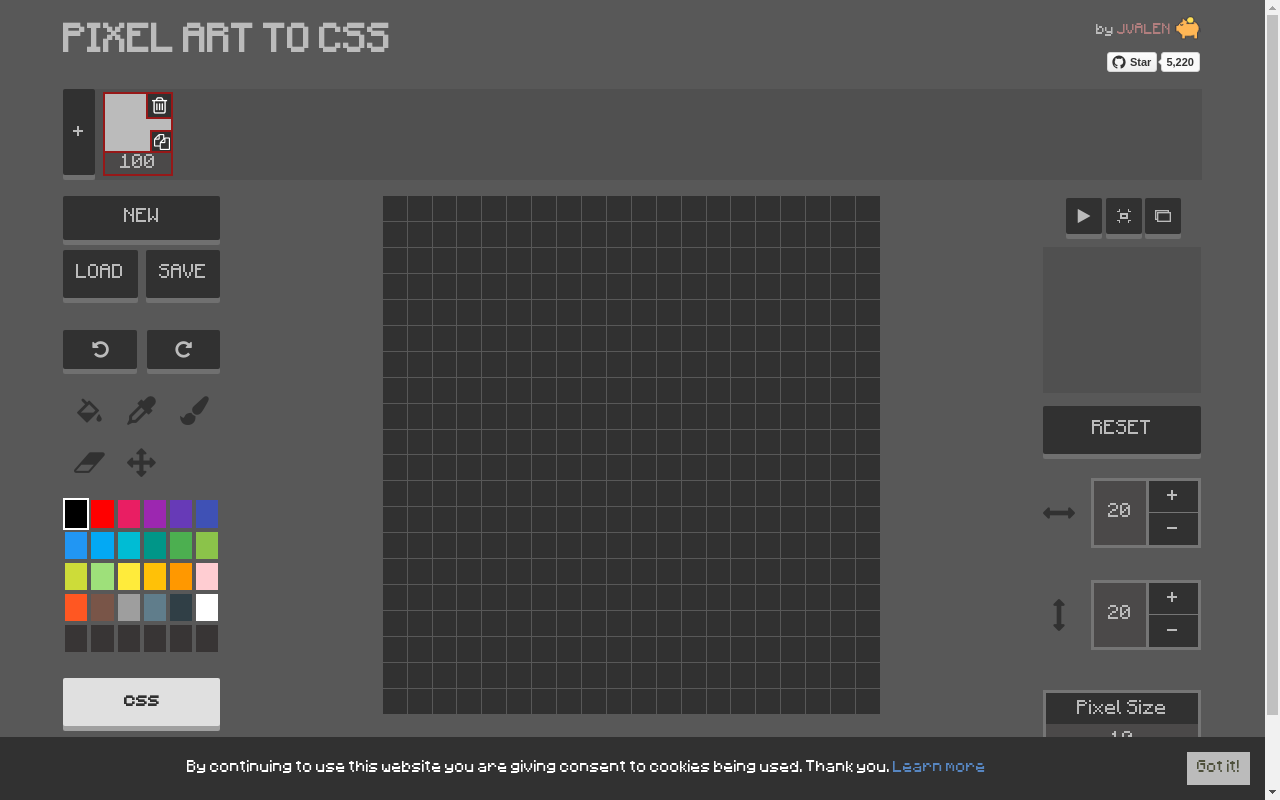 PIXEL ART TO CSS
by JVALEN
Star 5,220
+
100
NEW
LOAD SAVE
RESET
20 + −
20 + −
CSS
Pixel Size
10
By continuing to use this website you are giving consent to cookies being used. Thank you. Learn more
Got it!